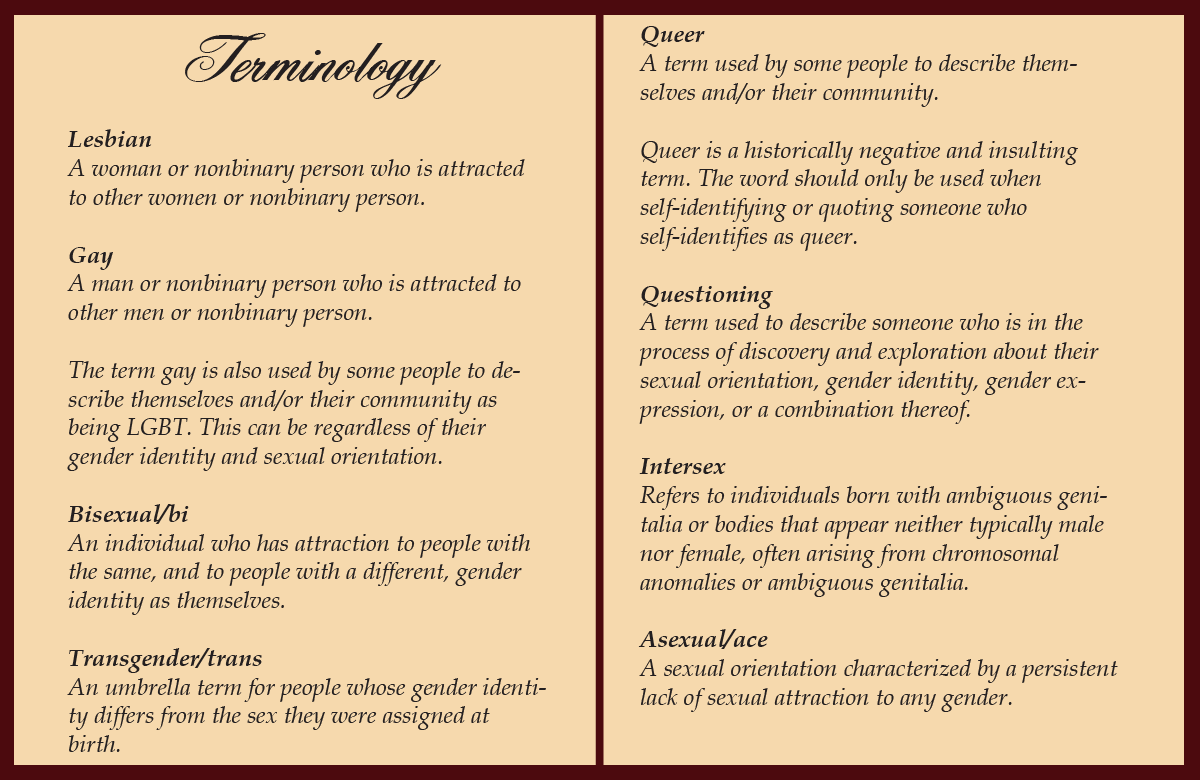 Terminology
Lesbian
A woman or nonbinary person who is attracted
to other women or nonbinary person.
Gay
A man or nonbinary person who is attracted to
other men or nonbinary person.
The term gay is also used by some people to de-
scribe themselves and/or their community as
being LGBT. This can be regardless of their
gender identity and sexual orientation.
Bisexual/bi
An individual who has attraction to people with
the same, and to people with a different, gender
identity as themselves.
Transgender/trans
An umbrella term for people whose gender identi-
ty differs from the sex they were assigned at
birth.
Queer
A term used by some people to describe them-
selves and/or their community.
Queer is a historically negative and insulting
term. The word should only be used when
self-identifying or quoting someone who
self-identifies as queer.
Questioning
A term used to describe someone who is in the
process of discovery and exploration about their
sexual orientation, gender identity, gender ex-
pression, or a combination thereof.
Intersex
Refers to individuals born with ambiguous geni-
talia or bodies that appear neither typically male
nor female, often arising from chromosomal
anomalies or ambiguous genitalia.
Asexual/ace
A sexual orientation characterized by a persistent
lack of sexual attraction to any gender.